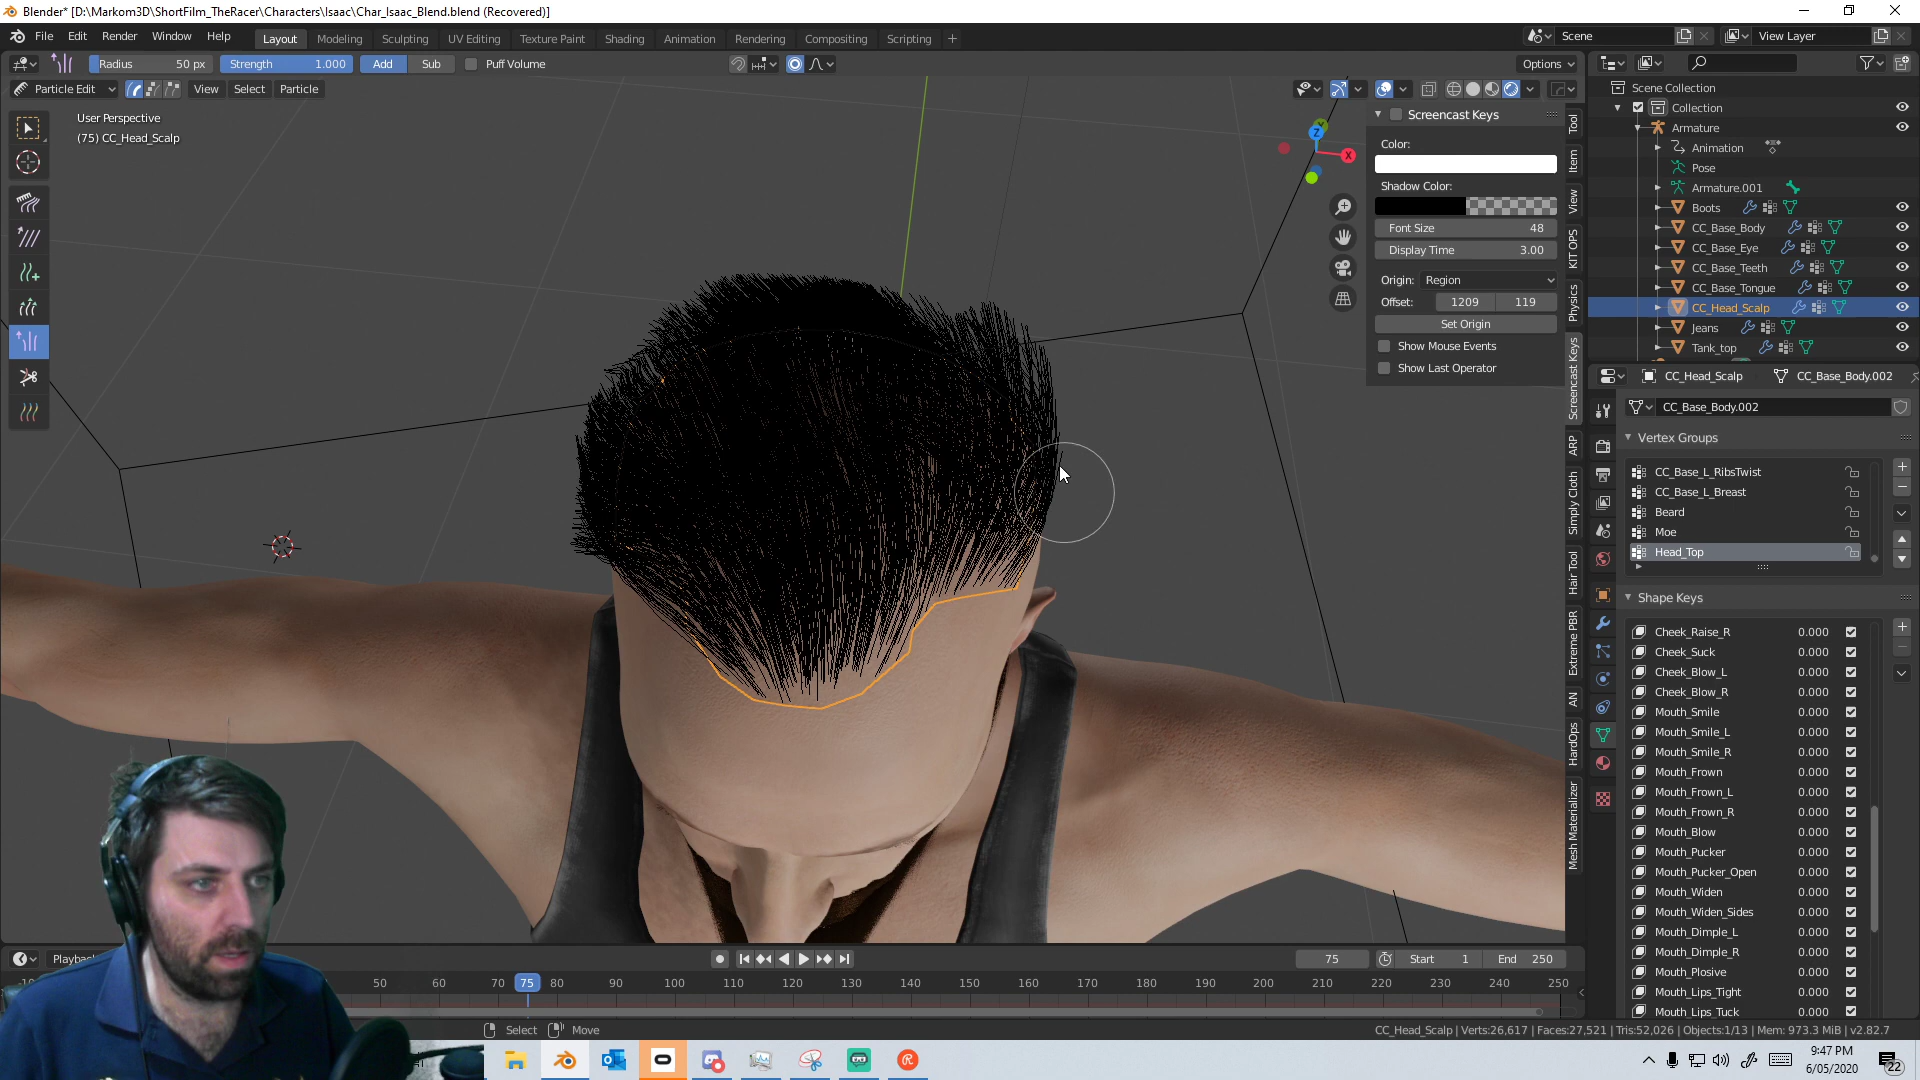 Blender* [D:\Markom3D\ShortFilm_TheRacer\Characters\Isaac\Char_Isaac_Blend.blend (Recovered)]
File Edit Render Window Help Layout Modeling Sculpting UV Editing Texture Paint Shading Animation Rendering Compositing Scripting + Scene View Layer
Radius 50 px Strength 1.000 Add Sub Puff Volume Options
Particle Edit View Select Particle
User Perspective
(75) CC_Head_Scalp
Z
X
Screencast Keys
Color:
Shadow Color:
Font Size 48
Display Time 3.00
Origin: Region
Offset: 1209 119
Set Origin
Show Mouse Events
Show Last Operator
Tool
Item
View
KIT OPS
Physics
Screencast Keys
ARP
Simply Cloth
Hair Tool
Extreme PBR
AN
HardOps
Mesh Materializer
Scene Collection
Collection
Armature
Animation
Pose
Armature.001
Boots
CC_Base_Body
CC_Base_Eye
CC_Base_Teeth
CC_Base_Tongue
CC_Head_Scalp
Jeans
Tank_top
CC_Head_Scalp CC_Base_Body.002
CC_Base_Body.002
Vertex Groups
CC_Base_L_RibsTwist
CC_Base_L_Breast
Beard
Moe
Head_Top
Shape Keys
Cheek_Raise_R 0.000
Cheek_Suck 0.000
Cheek_Blow_L 0.000
Cheek_Blow_R 0.000
Mouth_Smile 0.000
Mouth_Smile_L 0.000
Mouth_Smile_R 0.000
Mouth_Frown 0.000
Mouth_Frown_L 0.000
Mouth_Frown_R 0.000
Mouth_Blow 0.000
Mouth_Pucker 0.000
Mouth_Pucker_Open 0.000
Mouth_Widen 0.000
Mouth_Widen_Sides 0.000
Mouth_Dimple_L 0.000
Mouth_Dimple_R 0.000
Mouth_Plosive 0.000
Mouth_Lips_Tight 0.000
Mouth_Lips_Tuck 0.000
75 Start 1 End 250
50 60 70 75 80 90 100 110 120 130 140 150 160 170 180 190 200 210 220 230 240 250
Select Move
CC_Head_Scalp | Verts:26,617 | Faces:27,521 | Tris:52,026 | Objects:1/13 | Mem: 973.3 MiB | v2.82.7
9:47 PM
6/05/2020
22